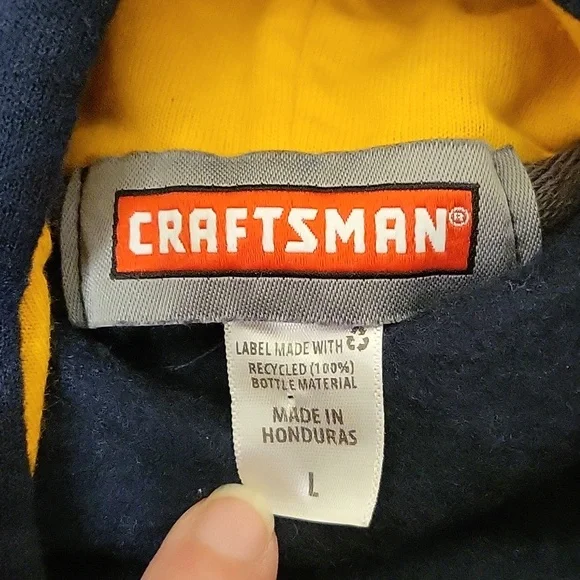 CRAFTSMAN®
LABEL MADE WITH
RECYCLED (100%)
BOTTLE MATERIAL
MADE IN
HONDURAS
L